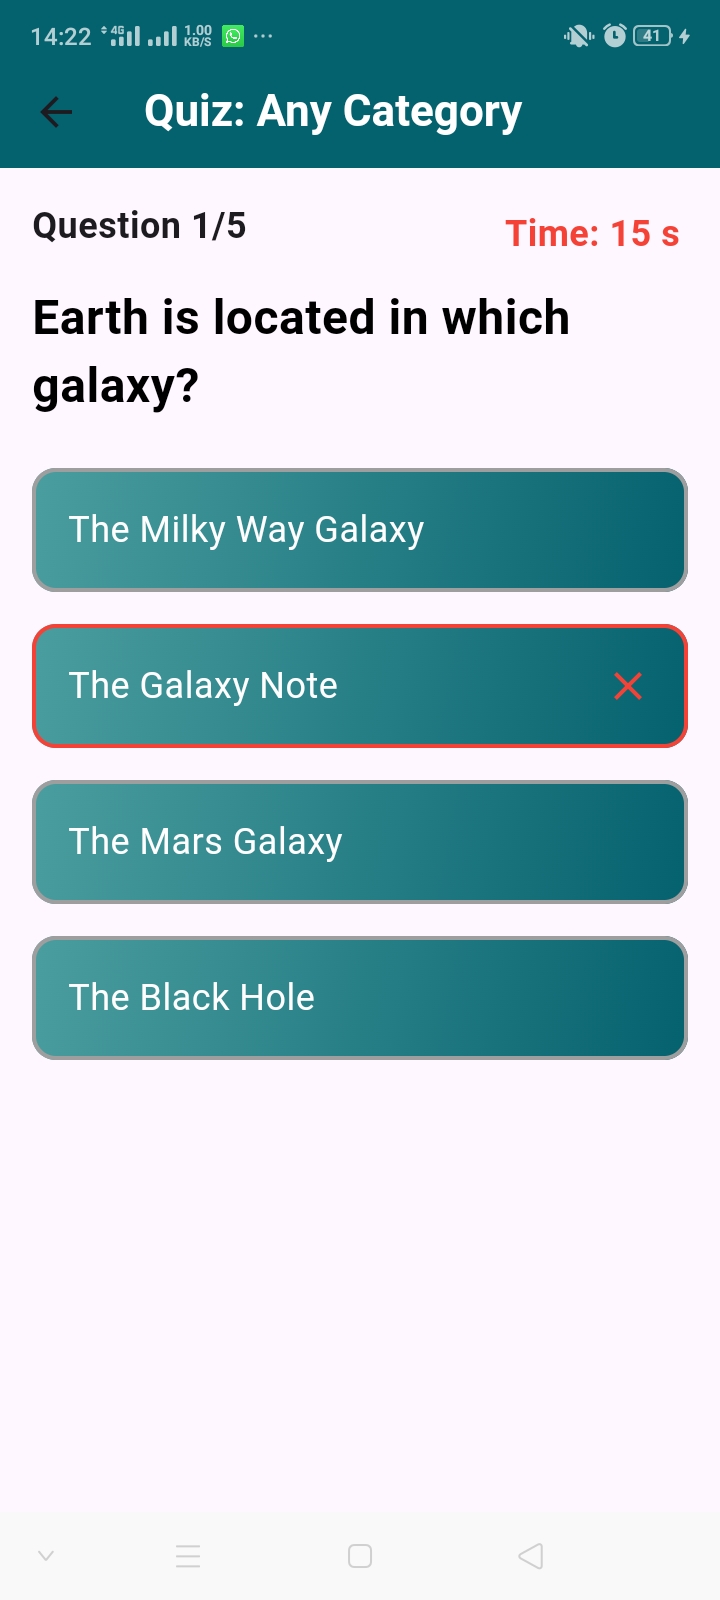 14:22 4G 1.00 KB/S ... 41
Quiz: Any Category
Question 1/5
Time: 15 s
Earth is located in which
galaxy?
The Milky Way Galaxy
The Galaxy Note
The Mars Galaxy
The Black Hole